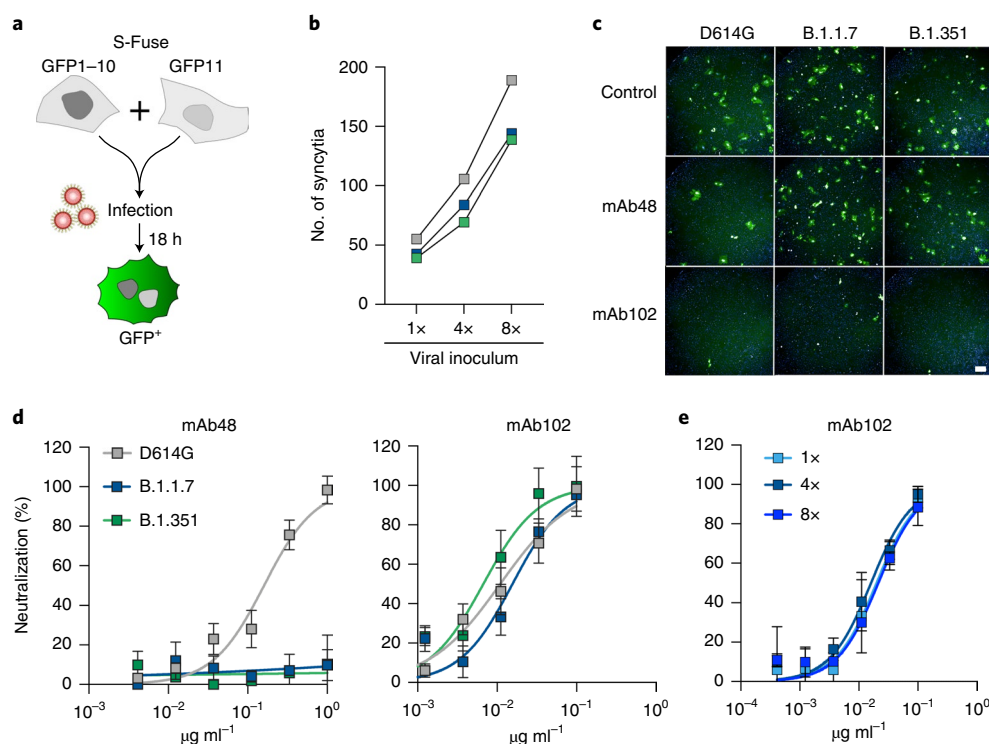 a
S-Fuse
GFP1–10
GFP11
+
Infection
18 h
GFP+
b
No. of syncytia
200
150
100
50
0
1×
4×
8×
Viral inoculum
c
D614G
B.1.1.7
B.1.351
Control
mAb48
mAb102
d
mAb48
Neutralization (%)
120
100
80
60
40
20
0
D614G
B.1.1.7
B.1.351
10⁻³
10⁻²
10⁻¹
10⁰
µg ml⁻¹
mAb102
120
100
80
60
40
20
0
10⁻³
10⁻²
10⁻¹
10⁰
µg ml⁻¹
e
mAb102
120
100
80
60
40
20
0
1×
4×
8×
10⁻⁴
10⁻³
10⁻²
10⁻¹
10⁰
µg ml⁻¹